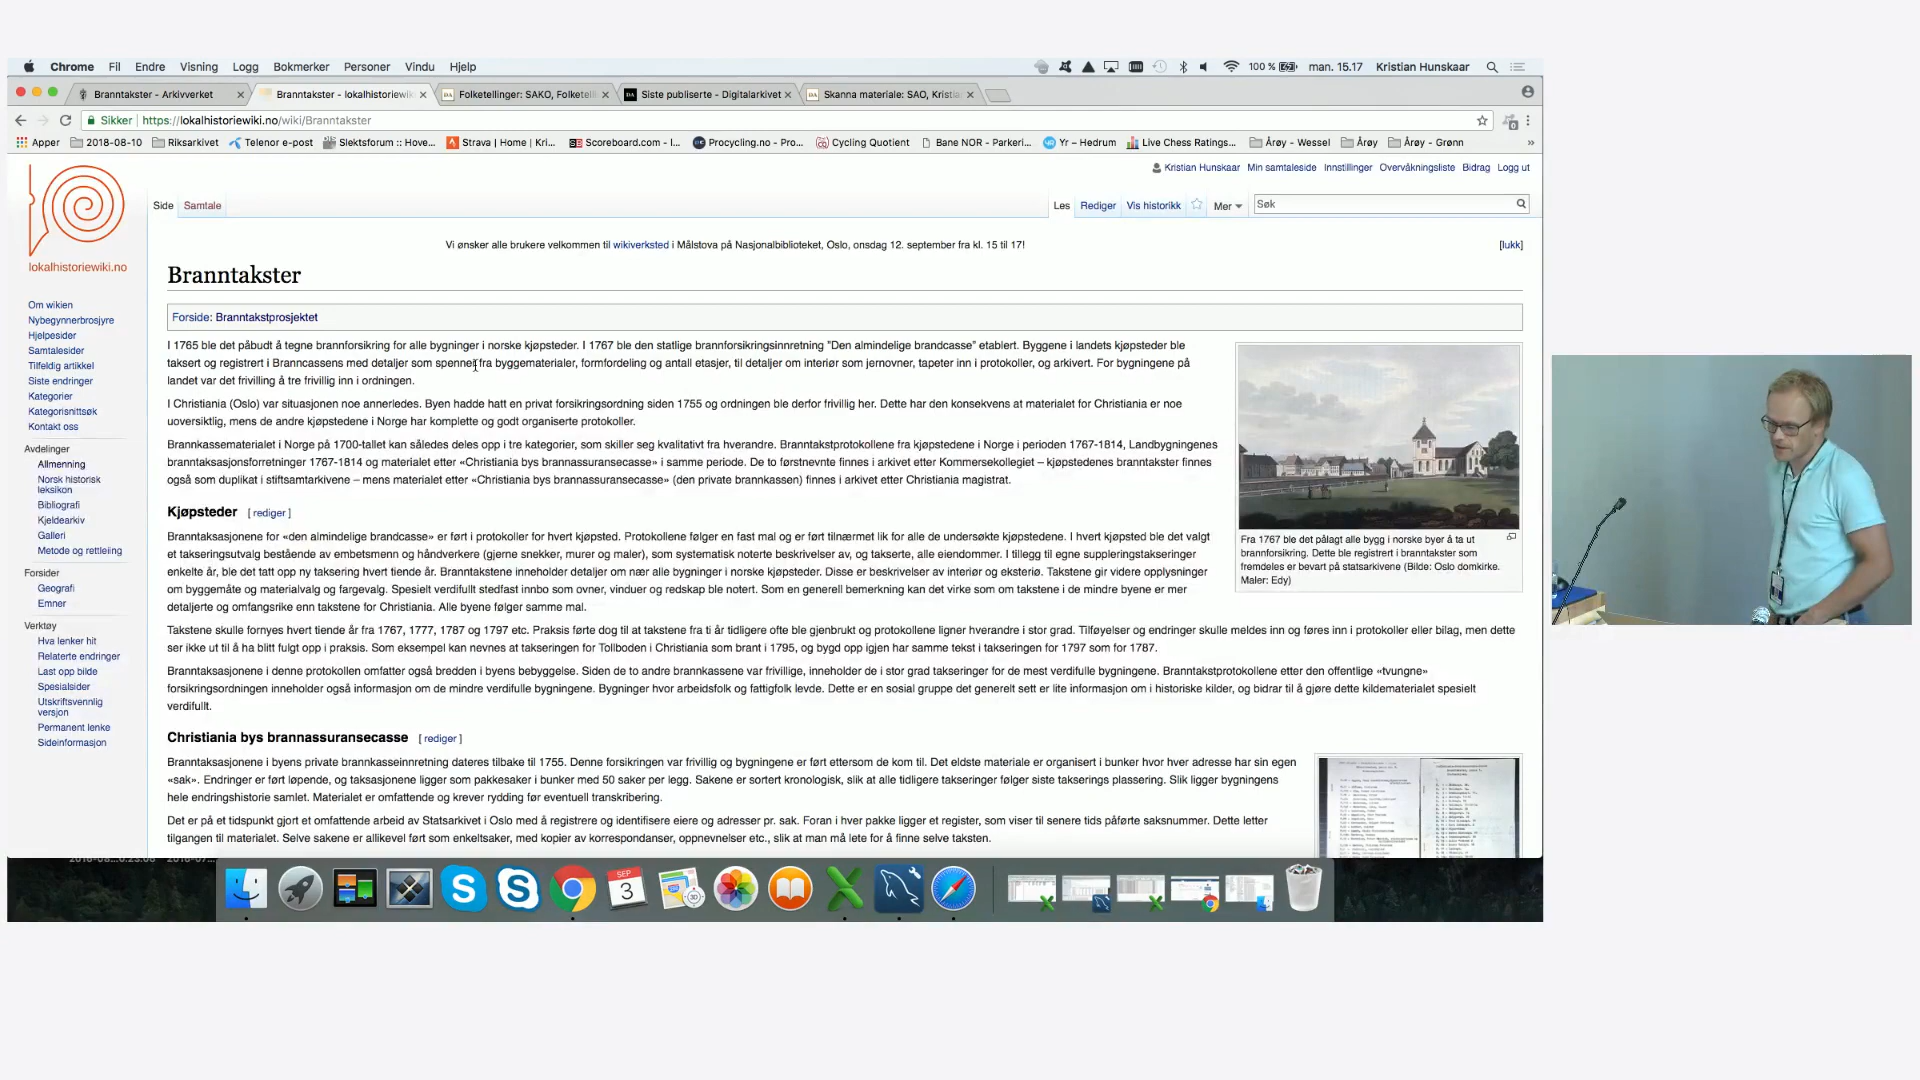 Chrome Fil Endre Visning Logg Bokmerker Personer Vindu Hjelp 100 % man. 15.17 Kristian Hunskaar
Branntakster - Arkivverket Branntakster - lokalhistoriewiki Folketellinger: SAKO, Folketell Siste publiserte - Digitalarkivet Skanna materiale: SAO, Kristia
Sikker https://lokalhistoriewiki.no/wiki/Branntakster
Apper 2018-08-10 Riksarkivet Telenor e-post Slektsforum :: Hove... Strava | Home | Kri... Scoreboard.com - l... Procycling.no - Pro... Cycling Quotient Bane NOR - Parkeri... Yr – Hedrum Live Chess Ratings... Årøy - Wessel Årøy Årøy - Grønn »
Kristian Hunskaar Min samtaleside Innstillinger Overvåkningsliste Bidrag Logg ut
Side Samtale Les Rediger Vis historikk Mer Søk
lokalhistoriewiki.no
Om wikien
Nybegynnerbrosjyre
Hjelpesider
Samtalesider
Tilfeldig artikkel
Siste endringer
Kategorier
Kategorisnittsøk
Kontakt oss
Avdelinger
Allmenning
Norsk historisk
leksikon
Bibliografi
Kjeldearkiv
Galleri
Metode og rettleiing
Forsider
Geografi
Emner
Verktøy
Hva lenker hit
Relaterte endringer
Last opp bilde
Spesialsider
Utskriftsvennlig
versjon
Permanent lenke
Sideinformasjon
Vi ønsker alle brukere velkommen til wikiverksted i Målstova på Nasjonalbiblioteket, Oslo, onsdag 12. september fra kl. 15 til 17! [lukk]
Branntakster
Forside: Branntakstprosjektet
I 1765 ble det påbudt å tegne brannforsikring for alle bygninger i norske kjøpsteder. I 1767 ble den statlige brannforsikringsinnretning "Den almindelige brandcasse" etablert. Byggene i landets kjøpsteder ble
taksert og registrert i Branncassens med detaljer som spenner fra byggematerialer, formfordeling og antall etasjer, til detaljer om interiør som jernovner, tapeter inn i protokoller, og arkivert. For bygningene på
landet var det frivilling å tre frivillig inn i ordningen.
I Christiania (Oslo) var situasjonen noe annerledes. Byen hadde hatt en privat forsikringsordning siden 1755 og ordningen ble derfor frivillig her. Dette har den konsekvens at materialet for Christiania er noe
uoversiktlig, mens de andre kjøpstedene i Norge har komplette og godt organiserte protokoller.
Brannkassematerialet i Norge på 1700-tallet kan således deles opp i tre kategorier, som skiller seg kvalitativt fra hverandre. Branntakstprotokollene fra kjøpstedene i Norge i perioden 1767-1814, Landbygningenes
branntaksasjonsforretninger 1767-1814 og materialet etter «Christiania bys brannassuransecasse» i samme periode. De to førstnevnte finnes i arkivet etter Kommersekollegiet – kjøpstedenes branntakster finnes
også som duplikat i stiftsamtarkivene – mens materialet etter «Christiania bys brannassuransecasse» (den private brannkassen) finnes i arkivet etter Christiania magistrat.
Fra 1767 ble det pålagt alle bygg i norske byer å ta ut
brannforsikring. Dette ble registrert i branntakster som
fremdeles er bevart på statsarkivene (Bilde: Oslo domkirke.
Maler: Edy)
Kjøpsteder [ rediger ]
Branntaksasjonene for «den almindelige brandcasse» er ført i protokoller for hvert kjøpsted. Protokollene følger en fast mal og er ført tilnærmet lik for alle de undersøkte kjøpstedene. I hvert kjøpsted ble det valgt
et takseringsutvalg bestående av embetsmenn og håndverkere (gjerne snekker, murer og maler), som systematisk noterte beskrivelser av, og takserte, alle eiendommer. I tillegg til egne suppleringstakseringer
enkelte år, ble det tatt opp ny taksering hvert tiende år. Branntakstene inneholder detaljer om nær alle bygninger i norske kjøpsteder. Disse er beskrivelser av interiør og eksteriø. Takstene gir videre opplysninger
om byggemåte og materialvalg og fargevalg. Spesielt verdifullt stedfast innbo som ovner, vinduer og redskap ble notert. Som en generell bemerkning kan det virke som om takstene i de mindre byene er mer
detaljerte og omfangsrike enn takstene for Christiania. Alle byene følger samme mal.
Takstene skulle fornyes hvert tiende år fra 1767, 1777, 1787 og 1797 etc. Praksis førte dog til at takstene fra ti år tidligere ofte ble gjenbrukt og protokollene ligner hverandre i stor grad. Tilføyelser og endringer skulle meldes inn og føres inn i protokoller eller bilag, men dette
ser ikke ut til å ha blitt fulgt opp i praksis. Som eksempel kan nevnes at takseringen for Tollboden i Christiania som brant i 1795, og bygd opp igjen har samme tekst i takseringen for 1797 som for 1787.
Branntaksasjonene i denne protokollen omfatter også bredden i byens bebyggelse. Siden de to andre brannkassene var frivillige, inneholder de i stor grad takseringer for de mest verdifulle bygningene. Branntakstprotokollene etter den offentlige «tvungne»
forsikringsordningen inneholder også informasjon om de mindre verdifulle bygningene. Bygninger hvor arbeidsfolk og fattigfolk levde. Dette er en sosial gruppe det generelt sett er lite informasjon om i historiske kilder, og bidrar til å gjøre dette kildematerialet spesielt
verdifullt.
Christiania bys brannassuransecasse [ rediger ]
Branntaksasjonene i byens private brannkasseinnretning dateres tilbake til 1755. Denne forsikringen var frivillig og bygningene er ført ettersom de kom til. Det eldste materiale er organisert i bunker hvor hver adresse har sin egen
«sak». Endringer er ført løpende, og taksasjonene ligger som pakkesaker i bunker med 50 saker per legg. Sakene er sortert kronologisk, slik at alle tidligere takseringer følger siste takserings plassering. Slik ligger bygningens
hele endringshistorie samlet. Materialet er omfattende og krever rydding før eventuell transkribering.
Det er på et tidspunkt gjort et omfattende arbeid av Statsarkivet i Oslo med å registrere og identifisere eiere og adresser pr. sak. Foran i hver pakke ligger et register, som viser til senere tids påførte saksnummer. Dette letter
tilgangen til materialet. Selve sakene er allikevel ført som enkeltsaker, med kopier av korrespondanser, oppnevnelser etc., slik at man må lete for å finne selve taksten.
SEP
3